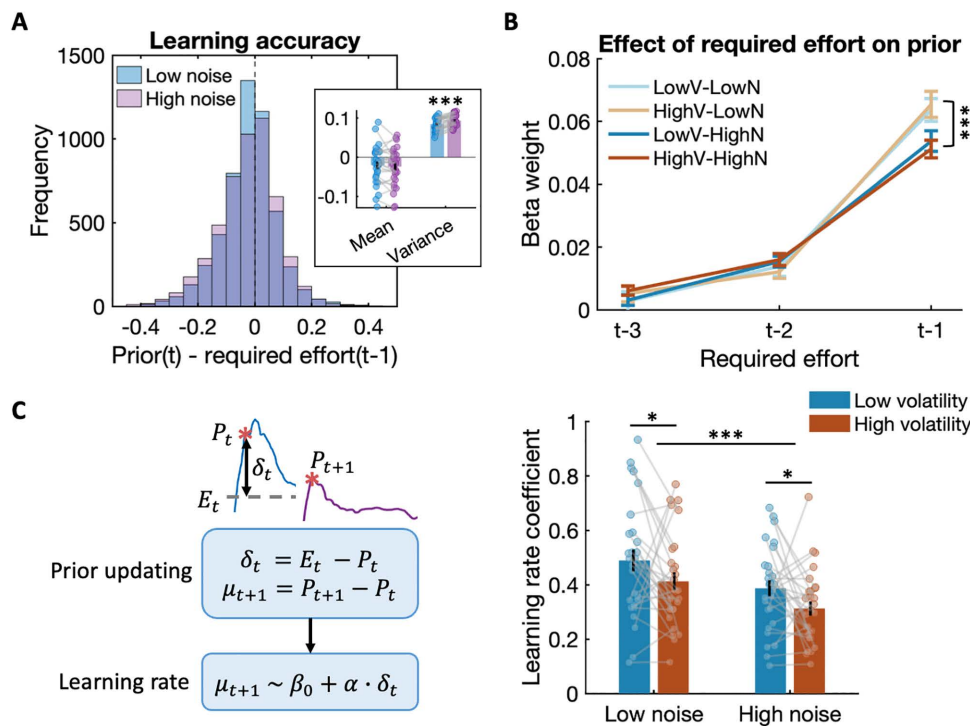 A
Learning accuracy
Low noise
High noise
1500
1000
500
0
Frequency
-0.4
-0.2
0
0.2
0.4
Prior(t) - required effort(t-1)
***
0.1
0
-0.1
Mean
Variance
B
Effect of required effort on prior
0.08
0.06
0.04
0.02
0
Beta weight
LowV-LowN
HighV-LowN
LowV-HighN
HighV-HighN
***
t-3
t-2
t-1
Required effort
C
P_t
δ_t
E_t
P_{t+1}
Prior updating
δ_t = E_t − P_t
μ_{t+1} = P_{t+1} − P_t
Learning rate
μ_{t+1} ~ β_0 + α · δ_t
Low volatility
High volatility
1
0.8
0.6
0.4
0.2
0
Learning rate coefficient
*
***
*
Low noise
High noise